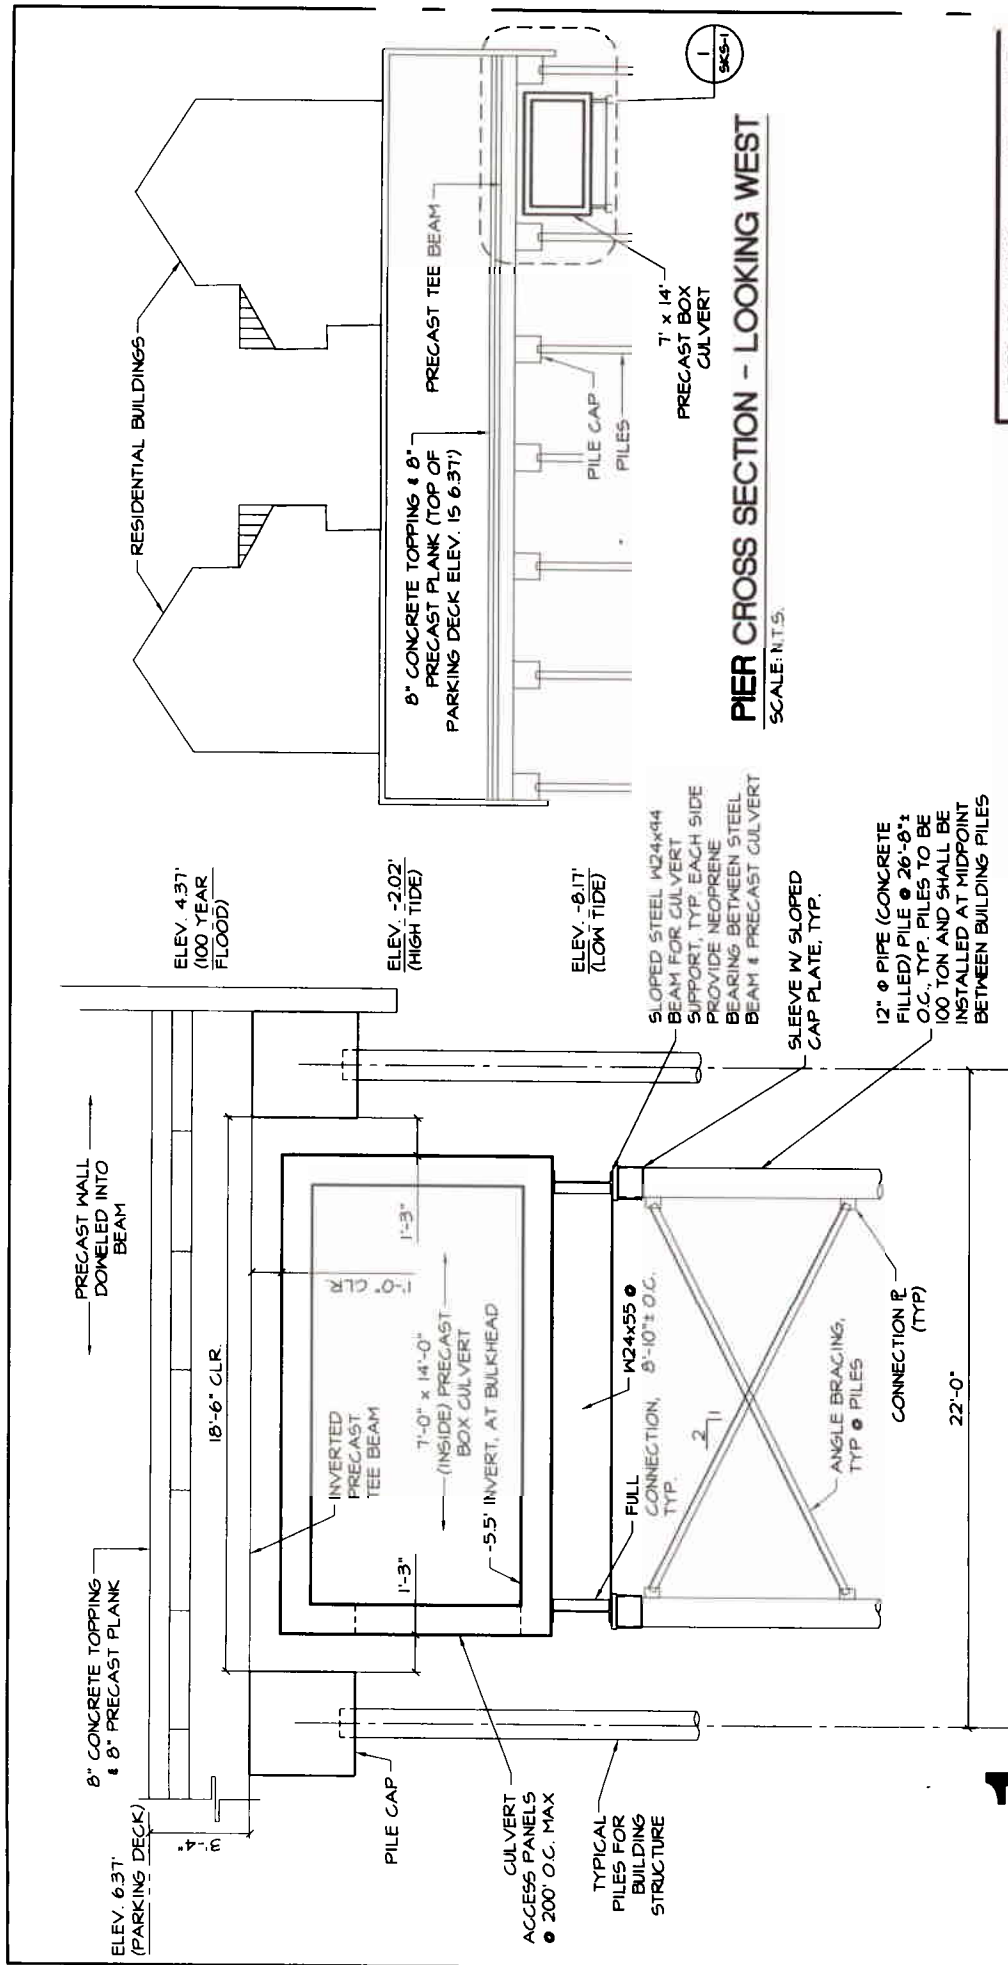 PRECAST WALL
DOWELED INTO
BEAM
8" CONCRETE TOPPING
& 8" PRECAST PLANK
ELEV. 6.37'
(PARKING DECK)
3'-4"
18'-6" CLR.
INVERTED
PRECAST
TEE BEAM
1'-0" CLR
1'-3"
1'-3"
7'-0" x 14'-0"
(INSIDE) PRECAST
BOX CULVERT
-5.5' INVERT, AT BULKHEAD
PILE CAP
CULVERT
ACCESS PANELS
@ 200' O.C. MAX
TYPICAL
PILES FOR
BUILDING
STRUCTURE
FULL
CONNECTION,
TYP.
W24x55 @
8'-10"± O.C.
2
1
ANGLE BRACING,
TYP @ PILES
CONNECTION PL
(TYP)
22'-0"
ELEV. 4.37'
(100 YEAR
FLOOD)
ELEV. -2.02'
(HIGH TIDE)
ELEV. -8.17'
(LOW TIDE)
SLOPED STEEL W24x94
BEAM FOR CULVERT
SUPPORT, TYP. EACH SIDE
PROVIDE NEOPRENE
BEARING BETWEEN STEEL
BEAM & PRECAST CULVERT
SLEEVE W/ SLOPED
CAP PLATE, TYP.
12" Φ PIPE (CONCRETE
FILLED) PILE @ 26'-8"±
O.C., TYP. PILES TO BE
100 TON AND SHALL BE
INSTALLED AT MIDPOINT
BETWEEN BUILDING PILES
RESIDENTIAL BUILDINGS
8" CONCRETE TOPPING & 8"
PRECAST PLANK (TOP OF
PARKING DECK ELEV. IS 6.37')
PRECAST TEE BEAM
PILE CAP
PILES
7' x 14'
PRECAST BOX
CULVERT
1
SKS-1
PIER CROSS SECTION - LOOKING WEST
SCALE: N.T.S.